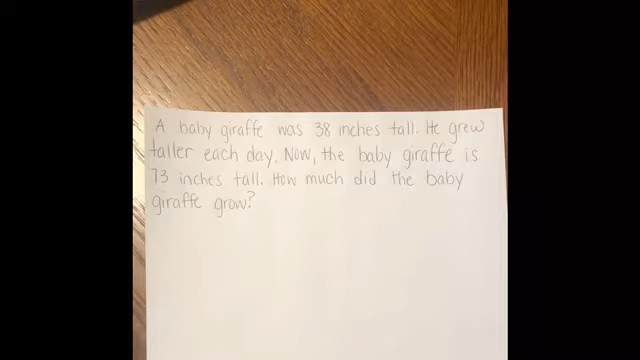 A baby giraffe was 38 inches tall. He grew
taller each day. Now, the baby giraffe is
73 inches tall. How much did the baby
giraffe grow?